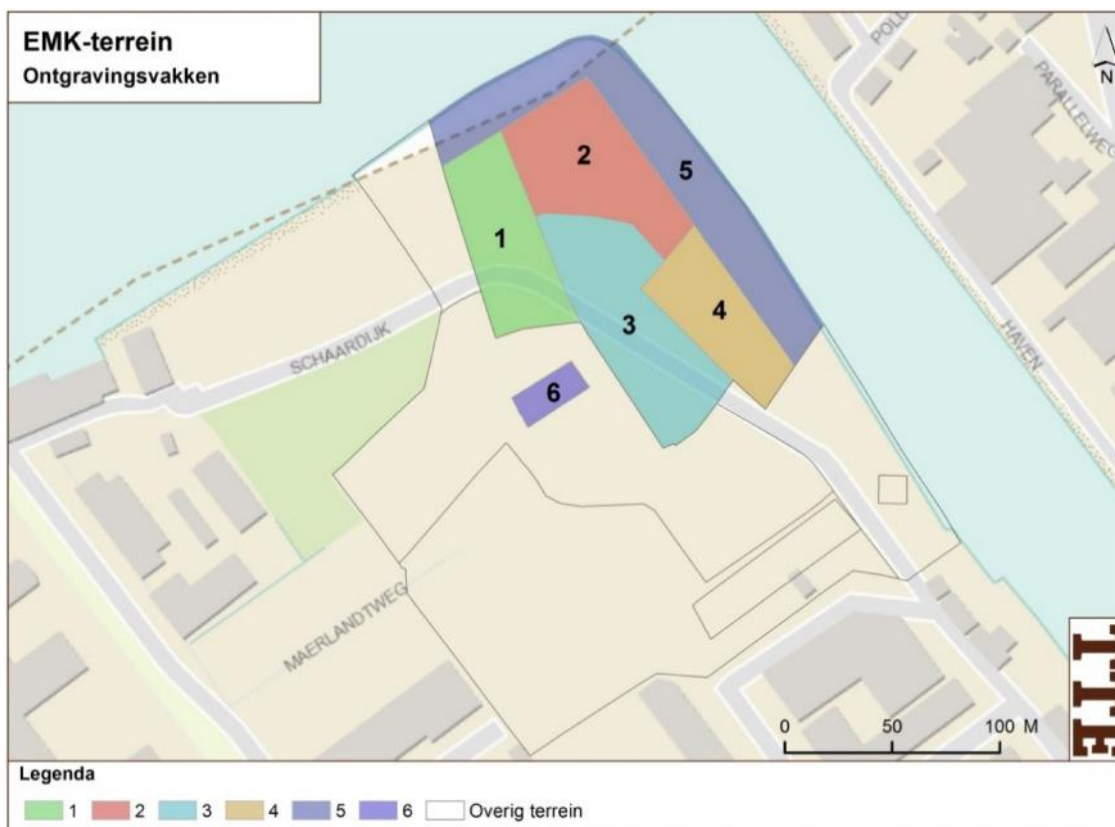 EMK-terrein
Ontgravingsvakken
N
PARALLELWEG
HAVEN
SCHAARDIJK
MAERLANDTWEG
1
2
3
4
5
6
0 50 100 M
Legenda
1 2 3 4 5 6 Overig terrein